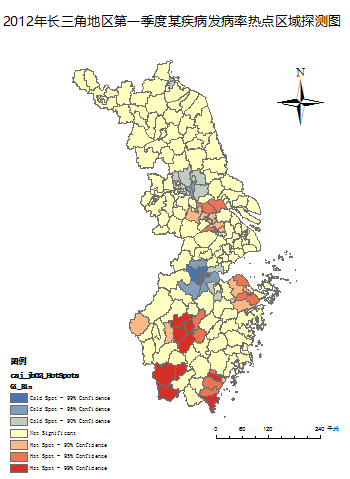 2012年长三角地区第一季度某疾病发病率热点区域探测图
N
图例
Gi_Bin
Cold Spot - 99% Confidence
Cold Spot - 95% Confidence
Cold Spot - 90% Confidence
Not Significant
Hot Spot - 90% Confidence
Hot Spot - 95% Confidence
Hot Spot - 99% Confidence
0 60 120 240 千米